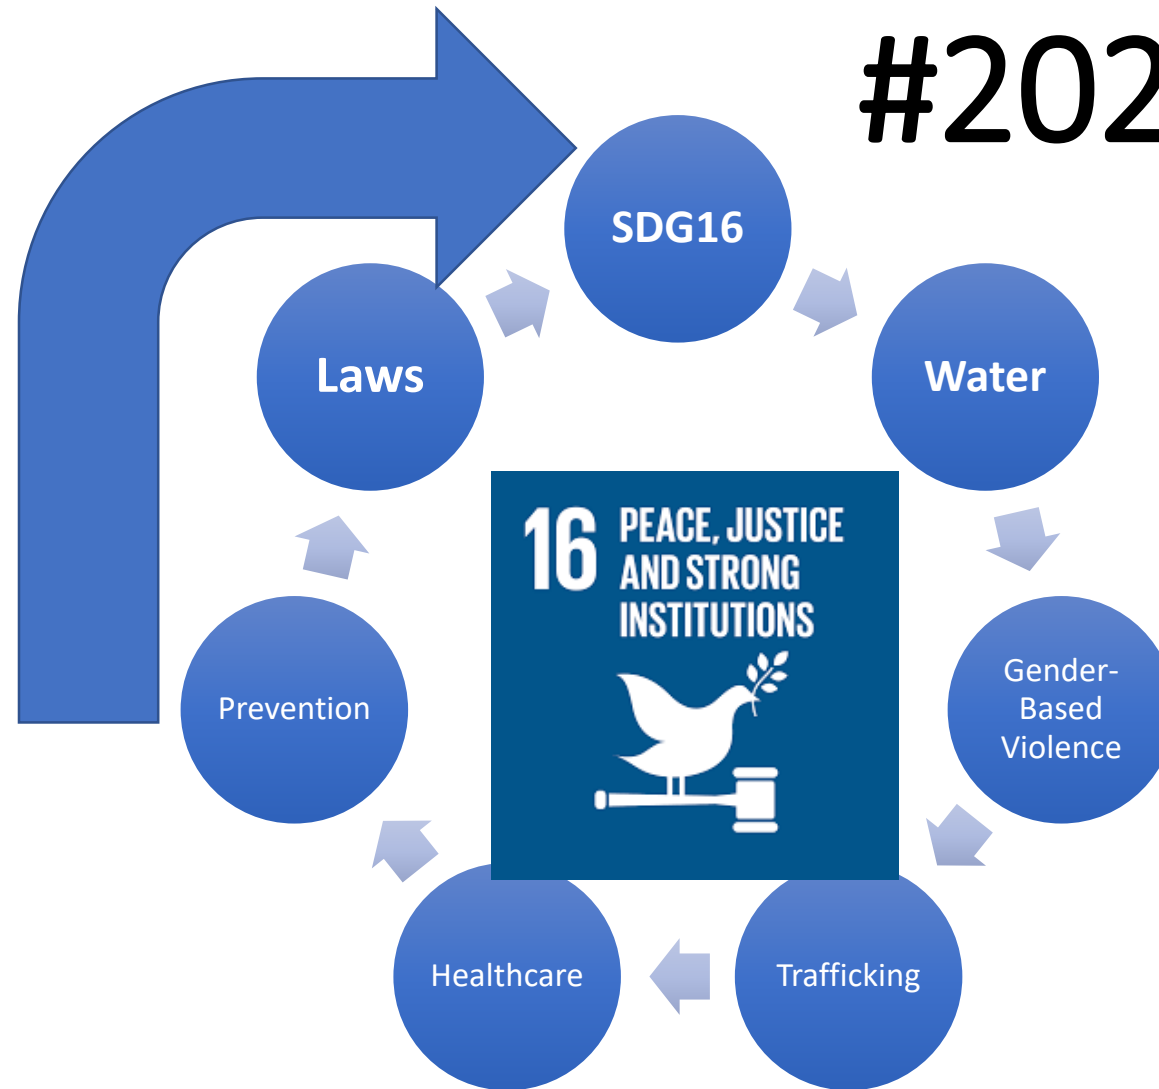 #202
SDG16
Laws
Water
16 PEACE, JUSTICE
AND STRONG
INSTITUTIONS
Prevention
Gender-
Based
Violence
Healthcare
Trafficking